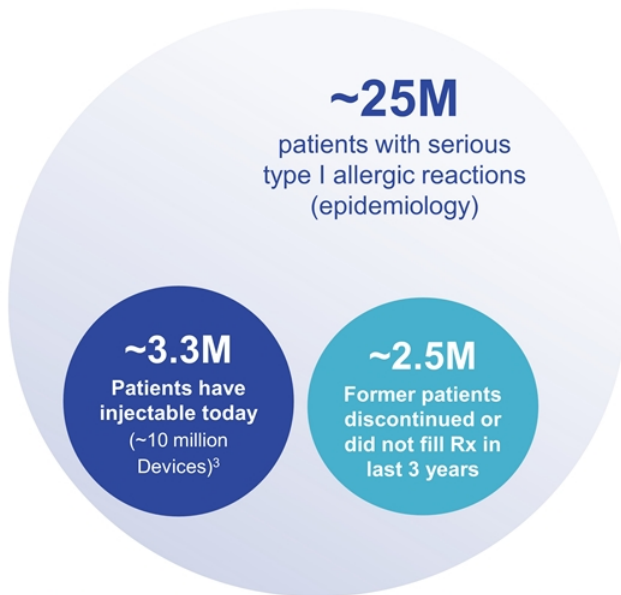 ~25M
patients with serious
type I allergic reactions
(epidemiology)
~3.3M
Patients have
injectable today
(~10 million
Devices)³
~2.5M
Former patients
discontinued or
did not fill Rx in
last 3 years